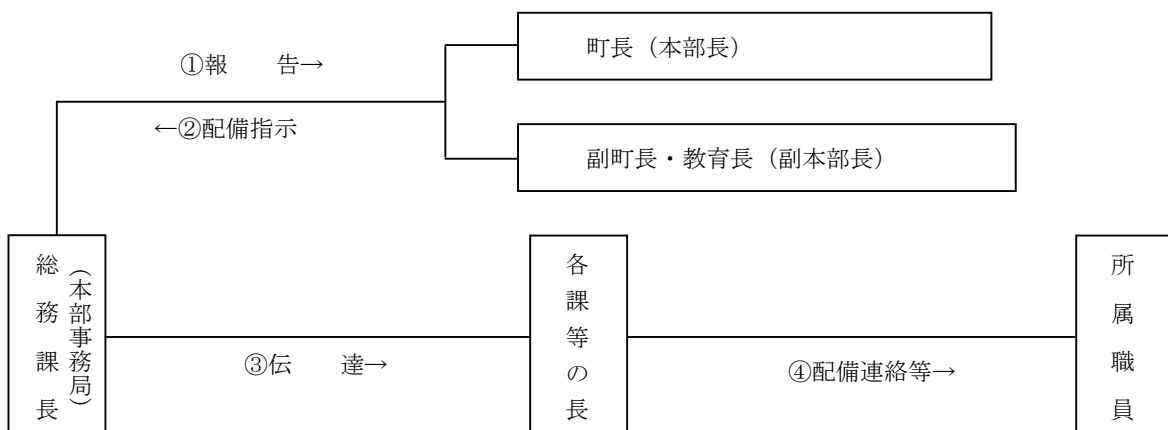 町長（本部長）
①報　　告→
←②配備指示
副町長・教育長（副本部長）
総務課長
（本部事務局）
③伝　　達→
各課等の長
④配備連絡等→
所属職員